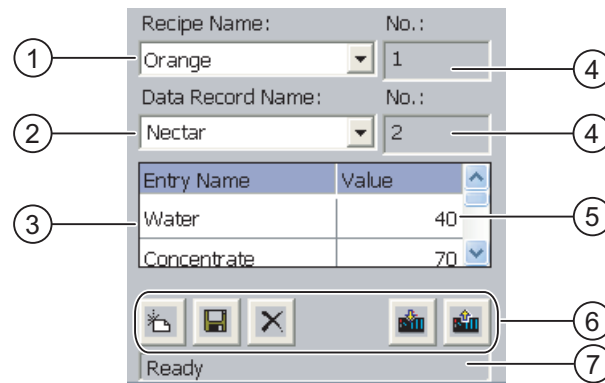 Recipe Name: No.:
1 Orange 1 4
Data Record Name: No.:
2 Nectar 2 4
Entry Name Value
3 Water 40 5
Concentrate 70
6
Ready 7